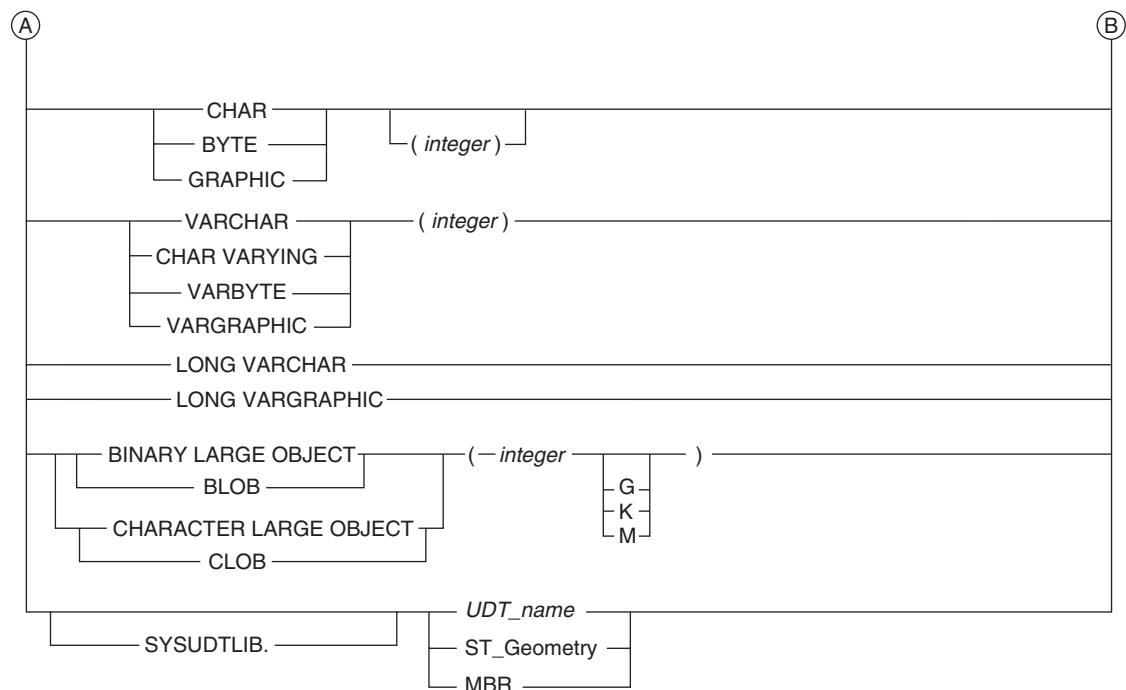 A B
CHAR
BYTE ( integer )
GRAPHIC
VARCHAR ( integer )
CHAR VARYING
VARBYTE
VARGRAPHIC
LONG VARCHAR
LONG VARGRAPHIC
BINARY LARGE OBJECT ( integer )
BLOB G
K
CHARACTER LARGE OBJECT M
CLOB
UDT_name
SYSUDTLIB. ST_Geometry
MBR